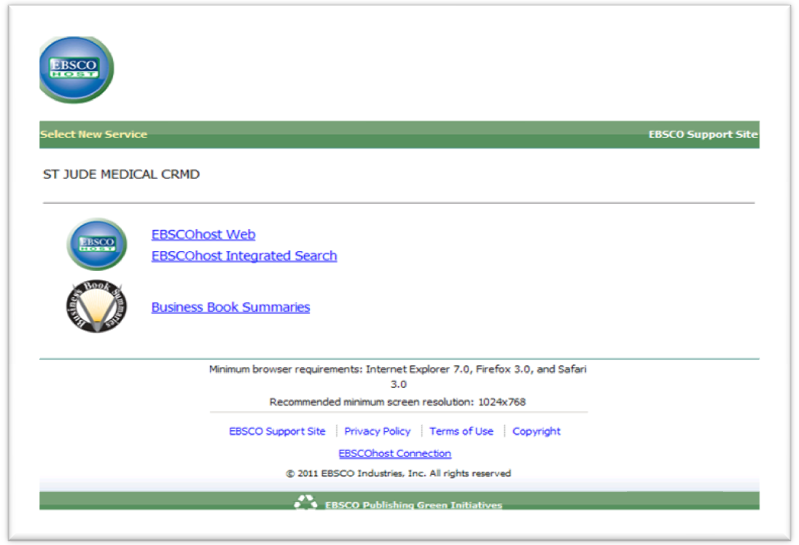 EBSCO
HOST
Select New Service
EBSCO Support Site
ST JUDE MEDICAL CRMD
EBSCO
HOST
EBSCOhost Web
EBSCOhost Integrated Search
Business Book Summaries
Business Book Summaries
Minimum browser requirements: Internet Explorer 7.0, Firefox 3.0, and Safari
3.0
Recommended minimum screen resolution: 1024x768
EBSCO Support Site | Privacy Policy | Terms of Use | Copyright
EBSCOhost Connection
© 2011 EBSCO Industries, Inc. All rights reserved
EBSCO Publishing Green Initiatives